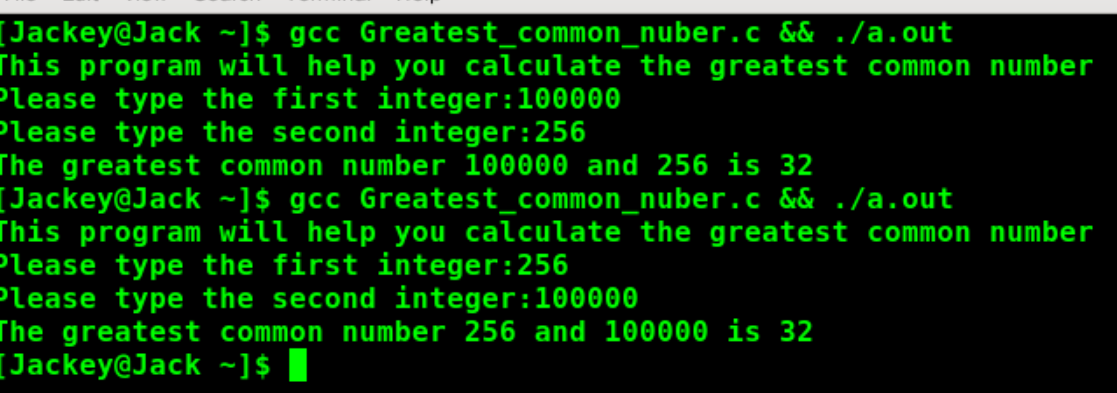 [Jackey@Jack ~]$ gcc Greatest_common_nuber.c && ./a.out
This program will help you calculate the greatest common number
Please type the first integer:100000
Please type the second integer:256
The greatest common number 100000 and 256 is 32
[Jackey@Jack ~]$ gcc Greatest_common_nuber.c && ./a.out
This program will help you calculate the greatest common number
Please type the first integer:256
Please type the second integer:100000
The greatest common number 256 and 100000 is 32
[Jackey@Jack ~]$